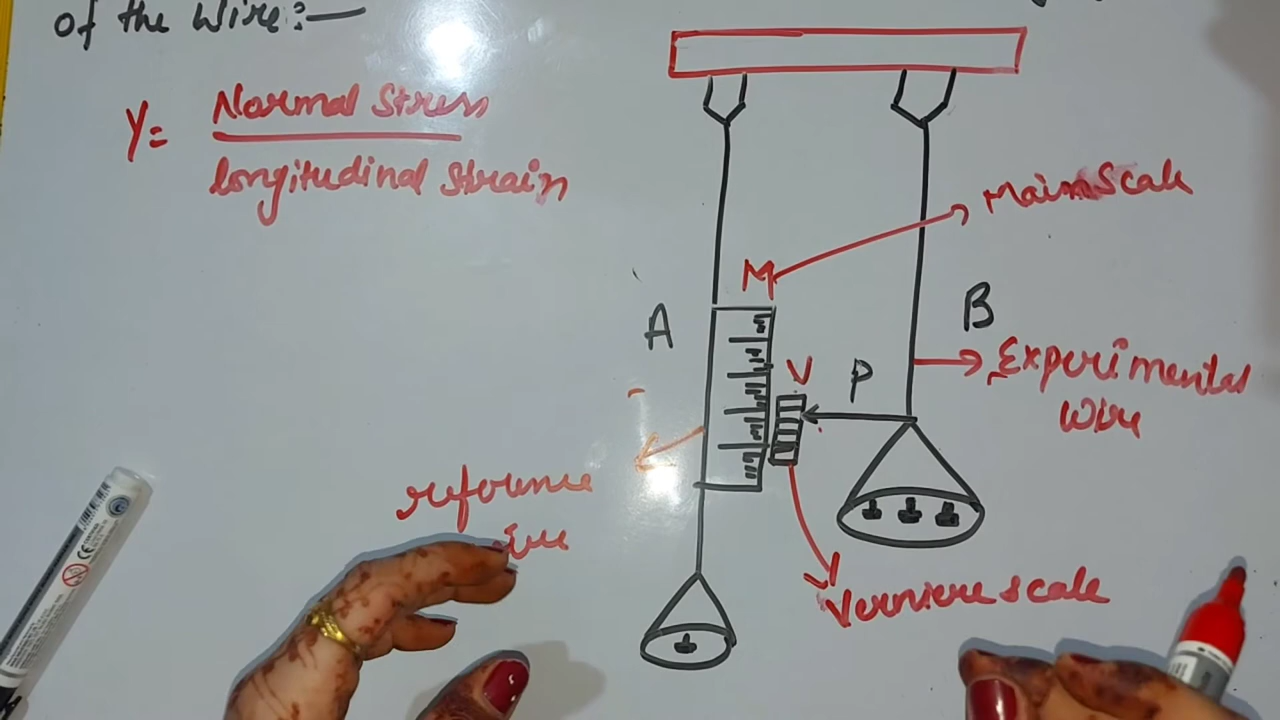 of the Wire:—
Y = Normal Stress
longitudinal Strain
Main Scale
M
A
B
V
P
Experimental
Wire
reference
Verniere scale